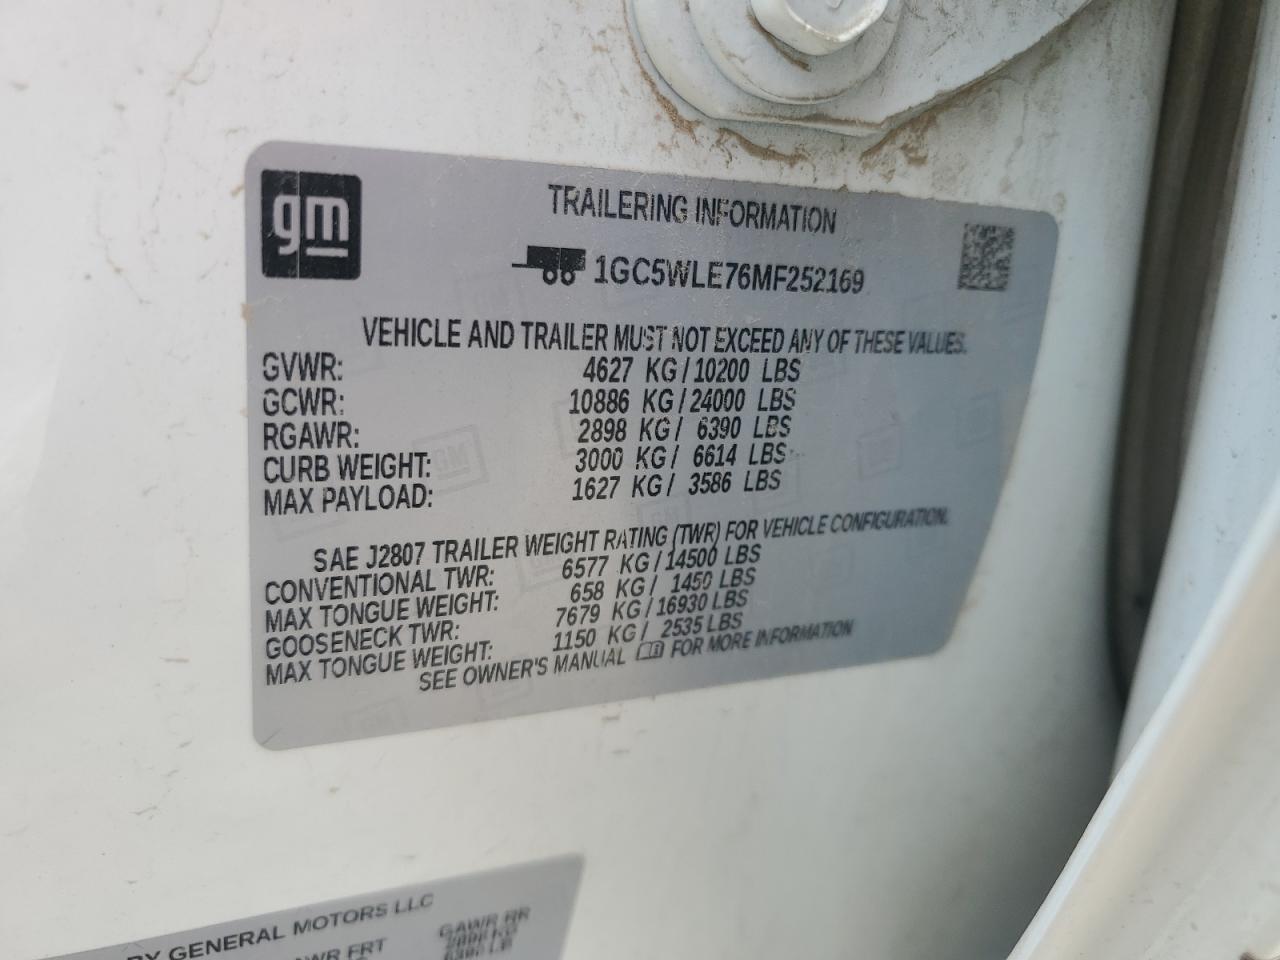 gm
TRAILERING INFORMATION
1GC5WLE76MF252169
VEHICLE AND TRAILER MUST NOT EXCEED ANY OF THESE VALUES.
GVWR: 4627 KG/10200 LBS
GCWR: 10886 KG/24000 LBS
RGAWR: 2898 KG/ 6390 LBS
CURB WEIGHT: 3000 KG/ 6614 LBS
MAX PAYLOAD: 1627 KG/ 3586 LBS
SAE J2807 TRAILER WEIGHT RATING (TWR) FOR VEHICLE CONFIGURATION.
CONVENTIONAL TWR: 6577 KG/14500 LBS
MAX TONGUE WEIGHT: 658 KG/ 1450 LBS
GOOSENECK TWR: 7679 KG/16930 LBS
MAX TONGUE WEIGHT: 1150 KG/ 2535 LBS
SEE OWNER'S MANUAL FOR MORE INFORMATION
BY GENERAL MOTORS LLC
FRT GAWR RR
2898 KG
LB